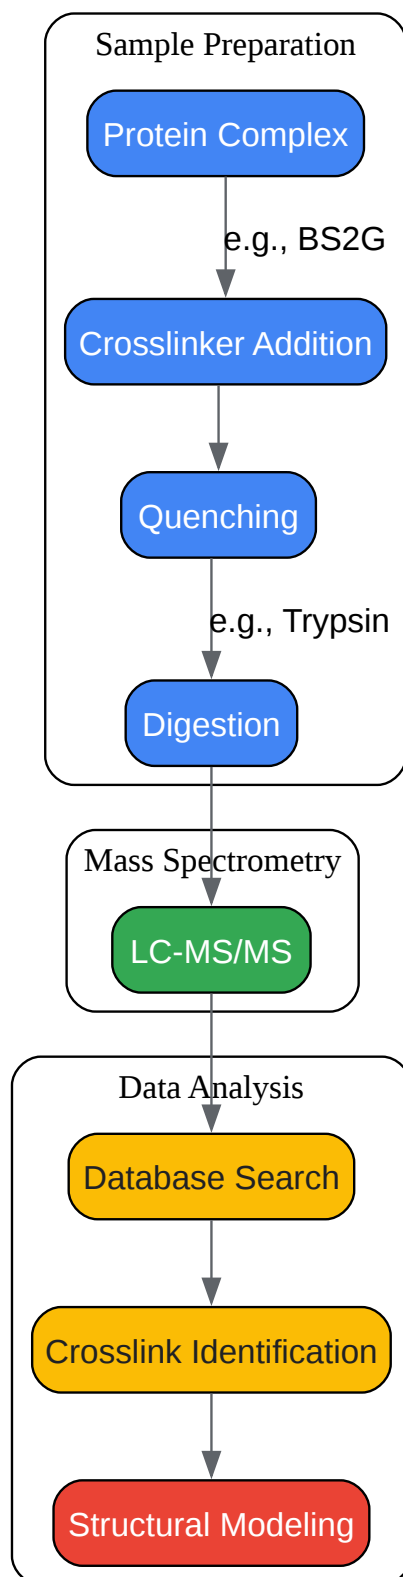 Sample Preparation
Protein Complex
e.g., BS2G
Crosslinker Addition
Quenching
e.g., Trypsin
Digestion
Mass Spectrometry
LC-MS/MS
Data Analysis
Database Search
Crosslink Identification
Structural Modeling